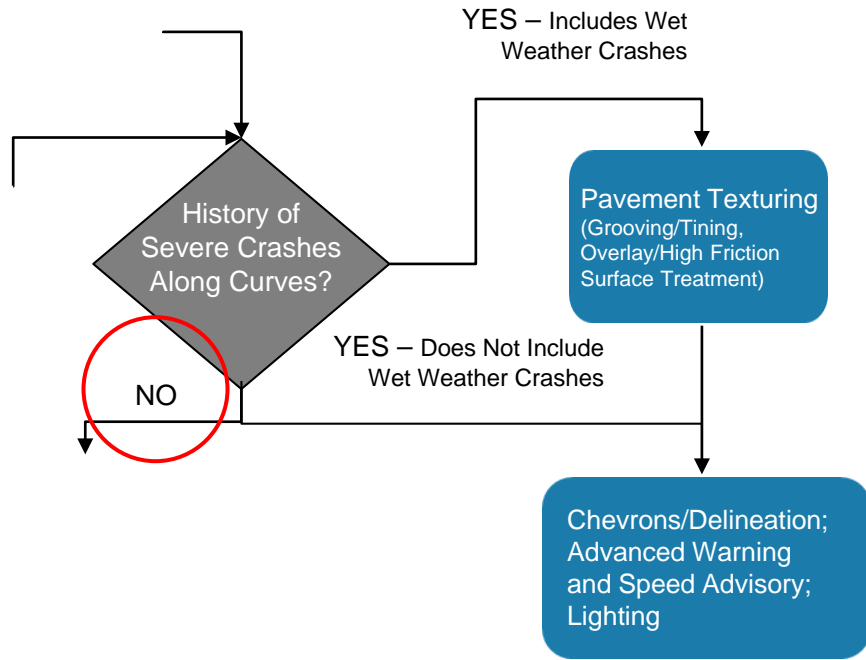 YES – Includes Wet
Weather Crashes
History of
Severe Crashes
Along Curves?
Pavement Texturing
(Grooving/Tining,
Overlay/High Friction
Surface Treatment)
YES – Does Not Include
Wet Weather Crashes
NO
Chevrons/Delineation;
Advanced Warning
and Speed Advisory;
Lighting